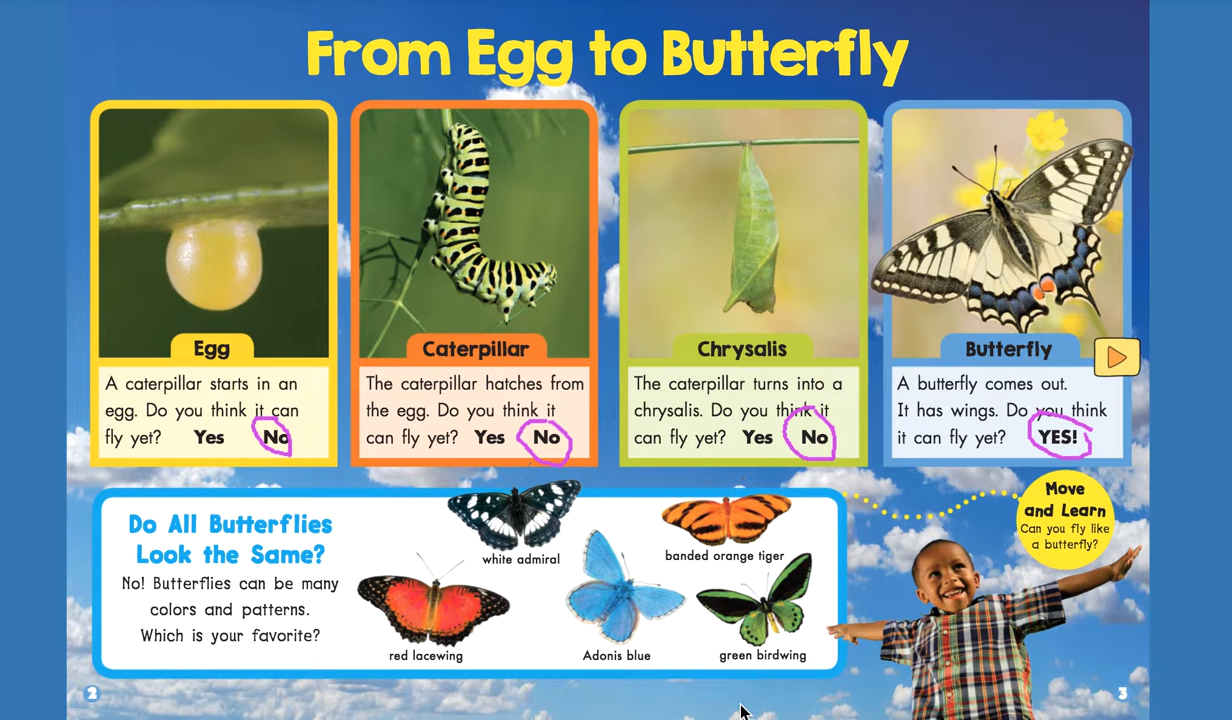 From Egg to Butterfly
Egg
A caterpillar starts in an
egg. Do you think it can
fly yet? Yes No
Caterpillar
The caterpillar hatches from
the egg. Do you think it
can fly yet? Yes No
Chrysalis
The caterpillar turns into a
chrysalis. Do you think it
can fly yet? Yes No
Butterfly
A butterfly comes out.
It has wings. Do you think
it can fly yet? YES!
Do All Butterflies
Look the Same?
No! Butterflies can be many
colors and patterns.
Which is your favorite?
white admiral
banded orange tiger
red lacewing
Adonis blue
green birdwing
Move
and Learn
Can you fly like
a butterfly?
2
3